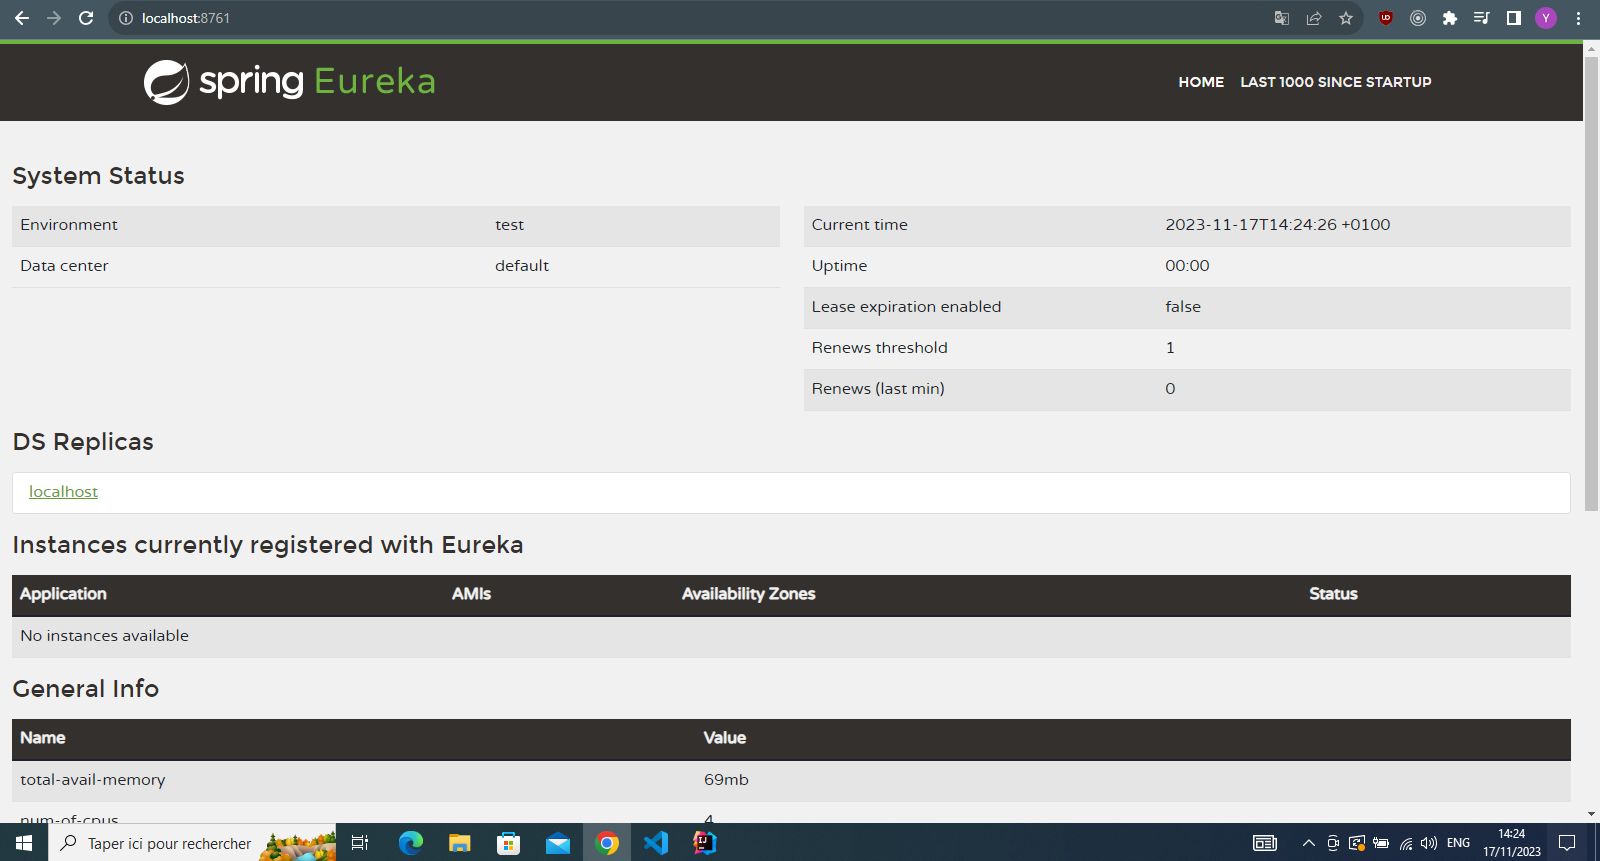 localhost:8761
Y
spring Eureka
HOME LAST 1000 SINCE STARTUP
System Status
Environment test
Data center default
Current time 2023-11-17T14:24:26 +0100
Uptime 00:00
Lease expiration enabled false
Renews threshold 1
Renews (last min) 0
DS Replicas
localhost
Instances currently registered with Eureka
Application AMIs Availability Zones Status
No instances available
General Info
Name Value
total-avail-memory 69mb
num-of-cpus 4
Taper ici pour rechercher
ENG
14:24
17/11/2023